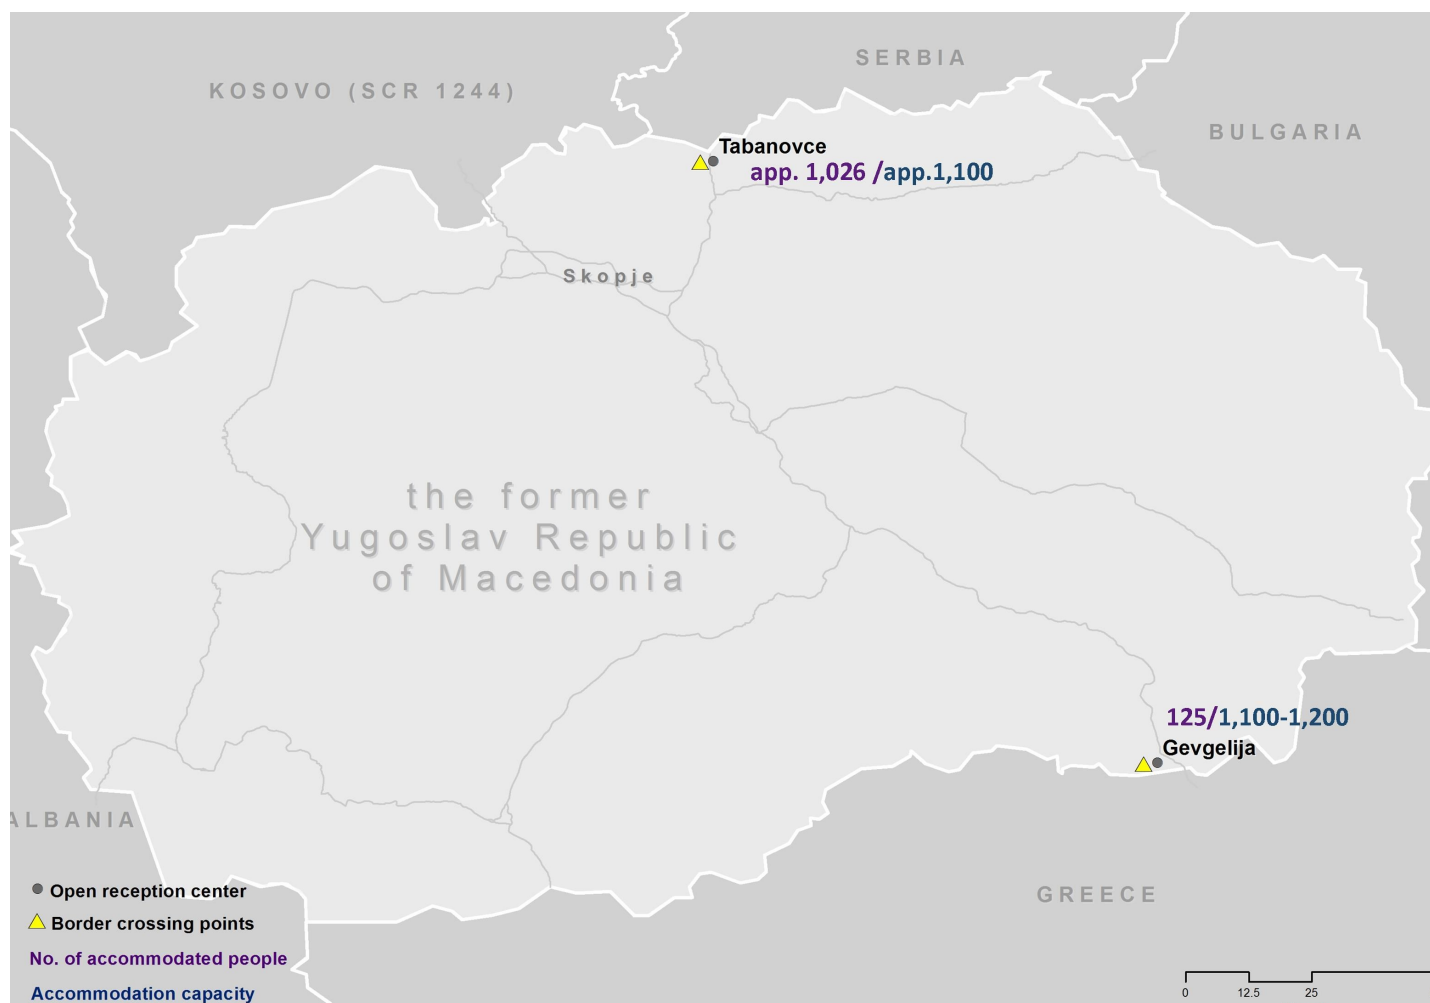 SERBIA
KOSOVO (SCR 1244)
BULGARIA
Tabanovce
app. 1,026 /app.1,100
Skopje
the former
Yugoslav Republic
of Macedonia
125/1,100-1,200
Gevgelija
ALBANIA
GREECE
Open reception center
Border crossing points
No. of accommodated people
Accommodation capacity
0 12.5 25